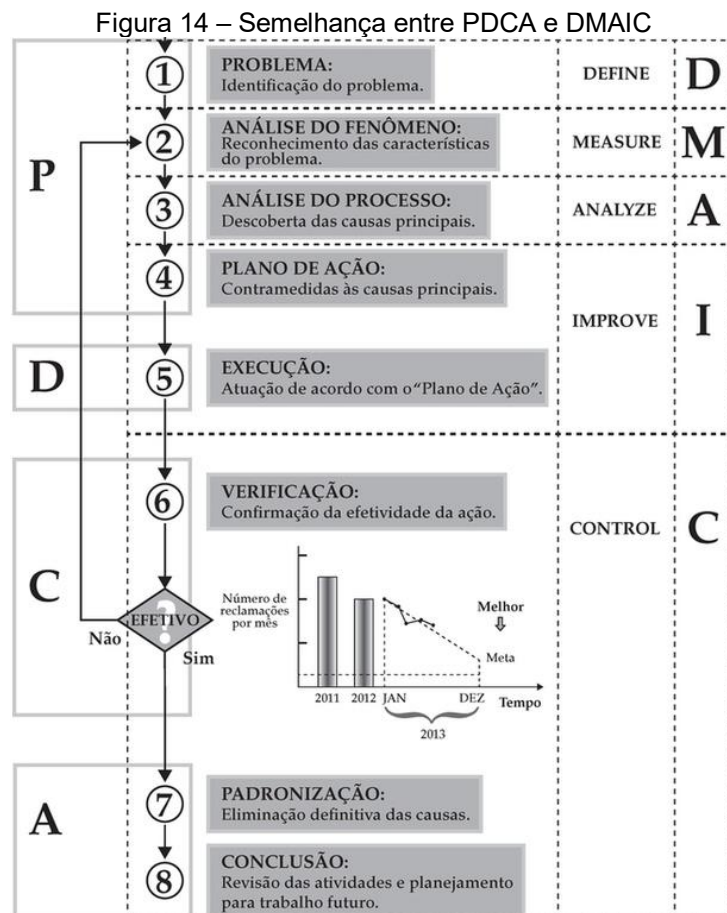 Figura 14 – Semelhança entre PDCA e DMAIC
P
1
PROBLEMA:
Identificação do problema.
DEFINE
D
2
ANÁLISE DO FENÔMENO:
Reconhecimento das características
do problema.
MEASURE
M
3
ANÁLISE DO PROCESSO:
Descoberta das causas principais.
ANALYZE
A
4
PLANO DE AÇÃO:
Contramedidas às causas principais.
IMPROVE
I
D
5
EXECUÇÃO:
Atuação de acordo com o“Plano de Ação”.
C
6
VERIFICAÇÃO:
Confirmação da efetividade da ação.
CONTROL
C
?
EFETIVO
Não
Sim
Número de
reclamações
por mês
Melhor
Meta
2011
2012
JAN
DEZ
Tempo
2013
A
7
PADRONIZAÇÃO:
Eliminação definitiva das causas.
8
CONCLUSÃO:
Revisão das atividades e planejamento
para trabalho futuro.